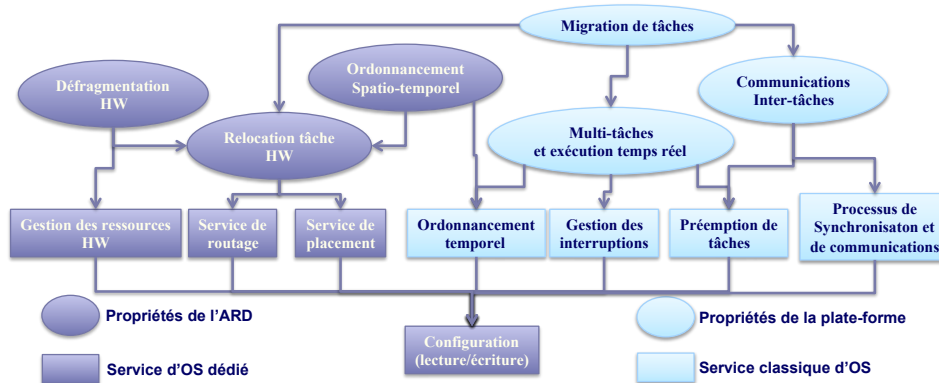 Migration de tâches
Ordonnancement
Spatio-temporel
Défragmentation
HW
Communications
Inter-tâches
Relocation tâche
HW
Multi-tâches
et exécution temps réel
Gestion des ressources
HW
Service de
routage
Service de
placement
Ordonnancement
temporel
Gestion des
interruptions
Préemption de
tâches
Processus de
Synchronisaton et
de communications
Propriétés de l'ARD
Propriétés de la plate-forme
Configuration
(lecture/écriture)
Service d'OS dédié
Service classique d'OS